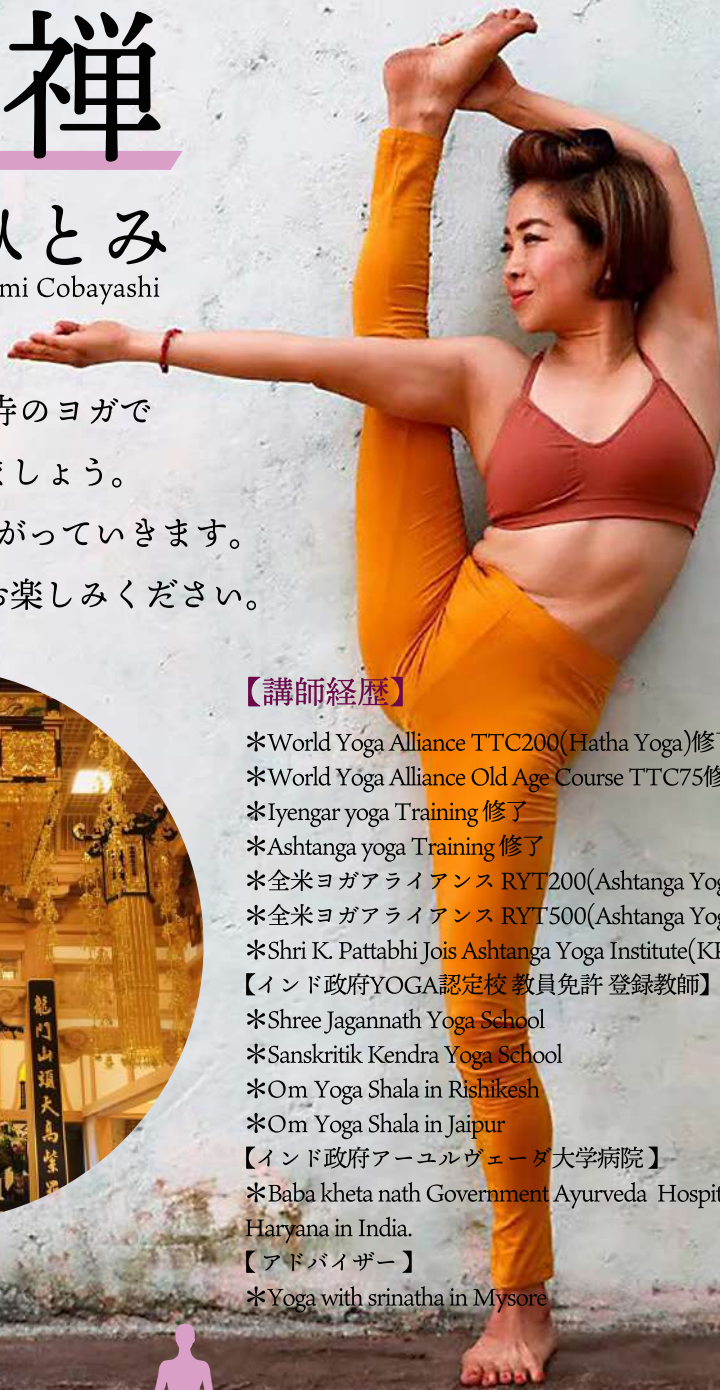 禅
ひとみ
mi Cobayashi
寺のヨガで
ましょう。
がっていきます。
お楽しみください。
【講師経歴】
＊World Yoga Alliance TTC200(Hatha Yoga)修了
＊World Yoga Alliance Old Age Course TTC75修
＊Iyengar yoga Training 修了
＊Ashtanga yoga Training 修了
＊全米ヨガアライアンス RYT200(Ashtanga Yog
＊全米ヨガアライアンス RYT500(Ashtanga Yog
＊Shri K. Pattabhi Jois Ashtanga Yoga Institute(KP
【インド政府YOGA認定校 教員免許 登録教師】
＊Shree Jagannath Yoga School
＊Sanskritik Kendra Yoga School
＊Om Yoga Shala in Rishikesh
＊Om Yoga Shala in Jaipur
【インド政府アーユルヴェーダ大学病院 】
＊Baba kheta nath Government Ayurveda Hospit
Haryana in India.
【 アドバイザー 】
＊Yoga with srinatha in Mysore
龍門山頭大鳥紫